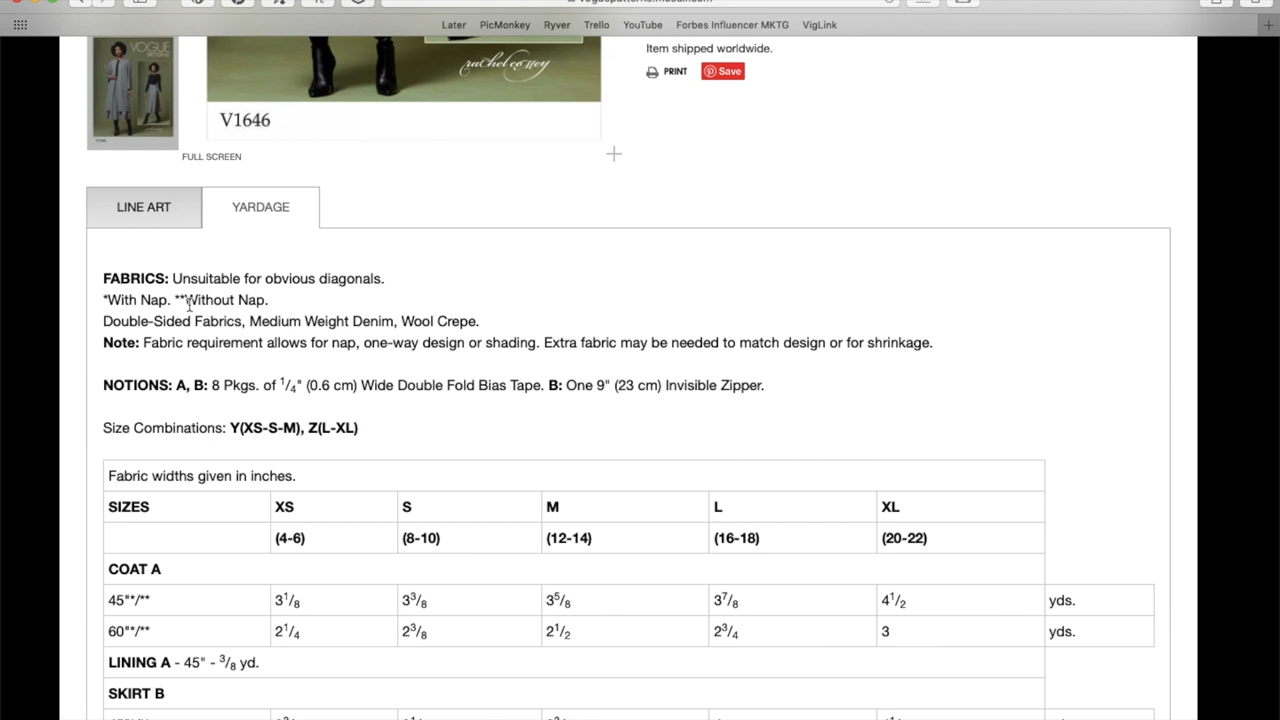 Later PicMonkey Ryver Trello YouTube Forbes Influencer MKTG VigLink
VOGUE
rachel comey
V1646
FULL SCREEN
Item shipped worldwide.
PRINT Save
LINE ART YARDAGE
FABRICS: Unsuitable for obvious diagonals.
*With Nap. **Without Nap.
Double-Sided Fabrics, Medium Weight Denim, Wool Crepe.
Note: Fabric requirement allows for nap, one-way design or shading. Extra fabric may be needed to match design or for shrinkage.
NOTIONS: A, B: 8 Pkgs. of 1/4" (0.6 cm) Wide Double Fold Bias Tape. B: One 9" (23 cm) Invisible Zipper.
Size Combinations: Y(XS-S-M), Z(L-XL)
Fabric widths given in inches.
SIZES XS S M L XL
(4-6) (8-10) (12-14) (16-18) (20-22)
COAT A
45"*/** 3 1/8 3 3/8 3 5/8 3 7/8 4 1/2 yds.
60"*/** 2 1/4 2 3/8 2 1/2 2 3/4 3 yds.
LINING A - 45" - 3/8 yd.
SKIRT B